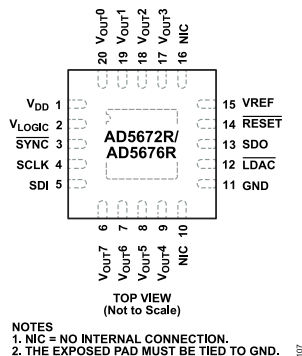 20 VOUT0
19 VOUT1
18 VOUT2
17 VOUT3
16 NIC
VDD 1
VLOGIC 2
SYNC 3
SCLK 4
SDI 5
AD5672R/
AD5676R
15 VREF
14 RESET
13 SDO
12 LDAC
11 GND
6 VOUT7
7 VOUT6
8 VOUT5
9 VOUT4
10 NIC
TOP VIEW
(Not to Scale)
NOTES
1. NIC = NO INTERNAL CONNECTION.
2. THE EXPOSED PAD MUST BE TIED TO GND.
107